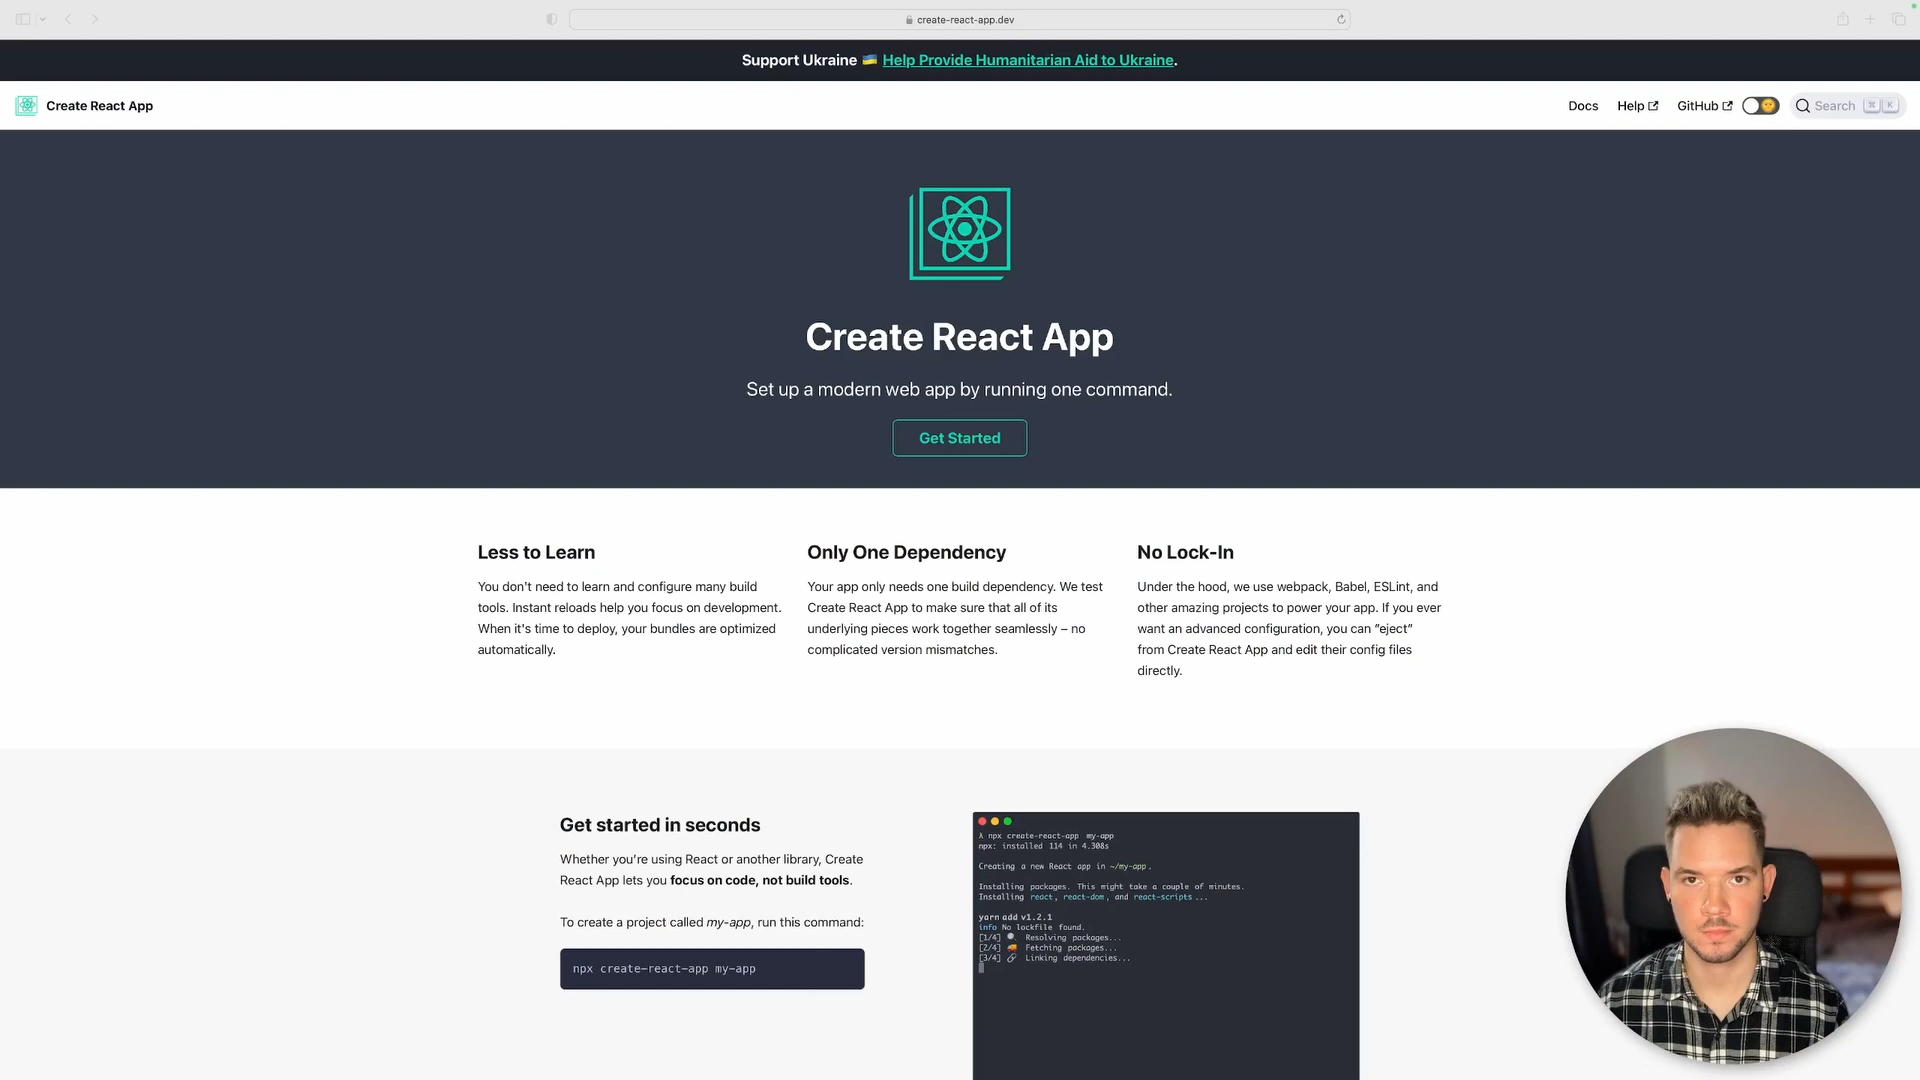 create-react-app.dev
Support Ukraine 🇺🇦 Help Provide Humanitarian Aid to Ukraine.
Create React App
Docs
Help
GitHub
Search ⌘ K
Create React App
Set up a modern web app by running one command.
Get Started
Less to Learn
You don't need to learn and configure many build
tools. Instant reloads help you focus on development.
When it's time to deploy, your bundles are optimized
automatically.
Only One Dependency
Your app only needs one build dependency. We test
Create React App to make sure that all of its
underlying pieces work together seamlessly – no
complicated version mismatches.
No Lock-In
Under the hood, we use webpack, Babel, ESLint, and
other amazing projects to power your app. If you ever
want an advanced configuration, you can ”eject”
from Create React App and edit their config files
directly.
Get started in seconds
Whether you’re using React or another library, Create
React App lets you focus on code, not build tools.
To create a project called my-app, run this command:
npx create-react-app my-app
λ npx create-react-app my-app
npx: installed 114 in 4.308s
Creating a new React app in ~/my-app.
Installing packages. This might take a couple of minutes.
Installing react, react-dom, and react-scripts...
yarn add v1.2.1
info No lockfile found.
[1/4] 🔍 Resolving packages...
[2/4] 🚚 Fetching packages...
[3/4] 🔗 Linking dependencies...